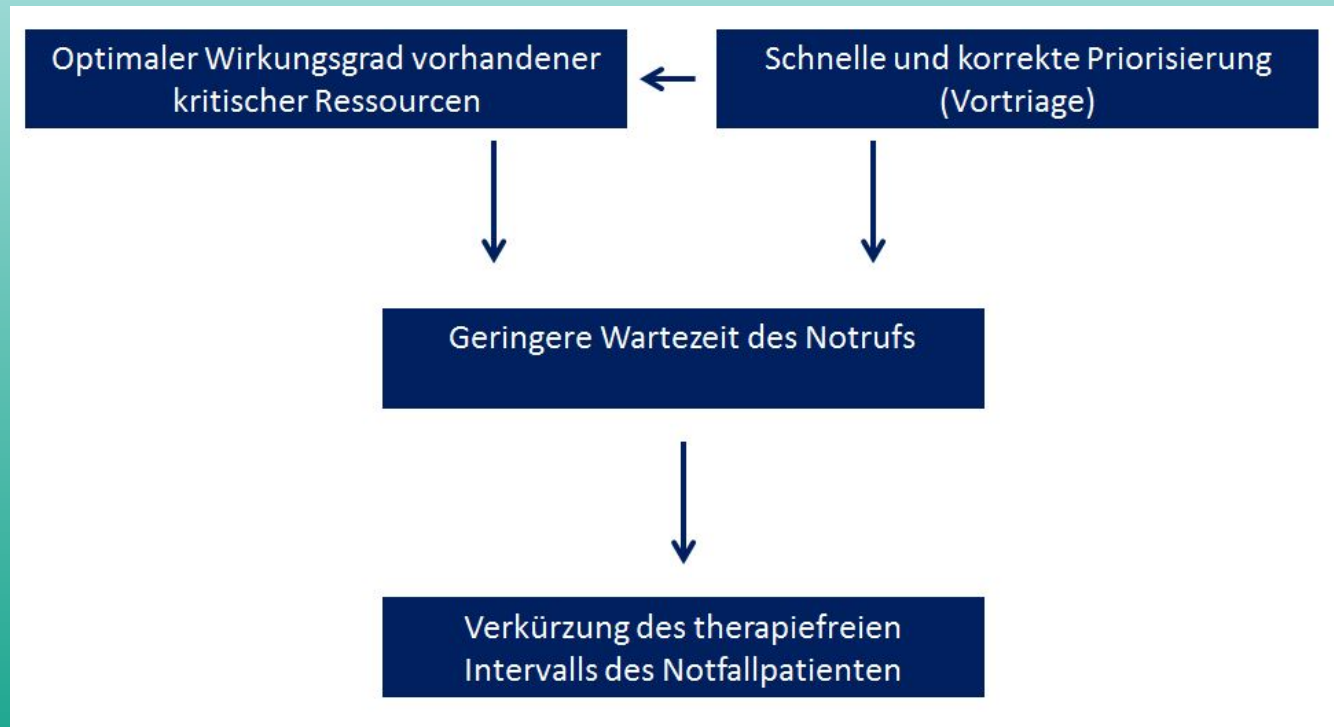 Optimaler Wirkungsgrad vorhandener
kritischer Ressourcen
Schnelle und korrekte Priorisierung
(Vortriage)
Geringere Wartezeit des Notrufs
Verkürzung des therapiefreien
Intervalls des Notfallpatienten